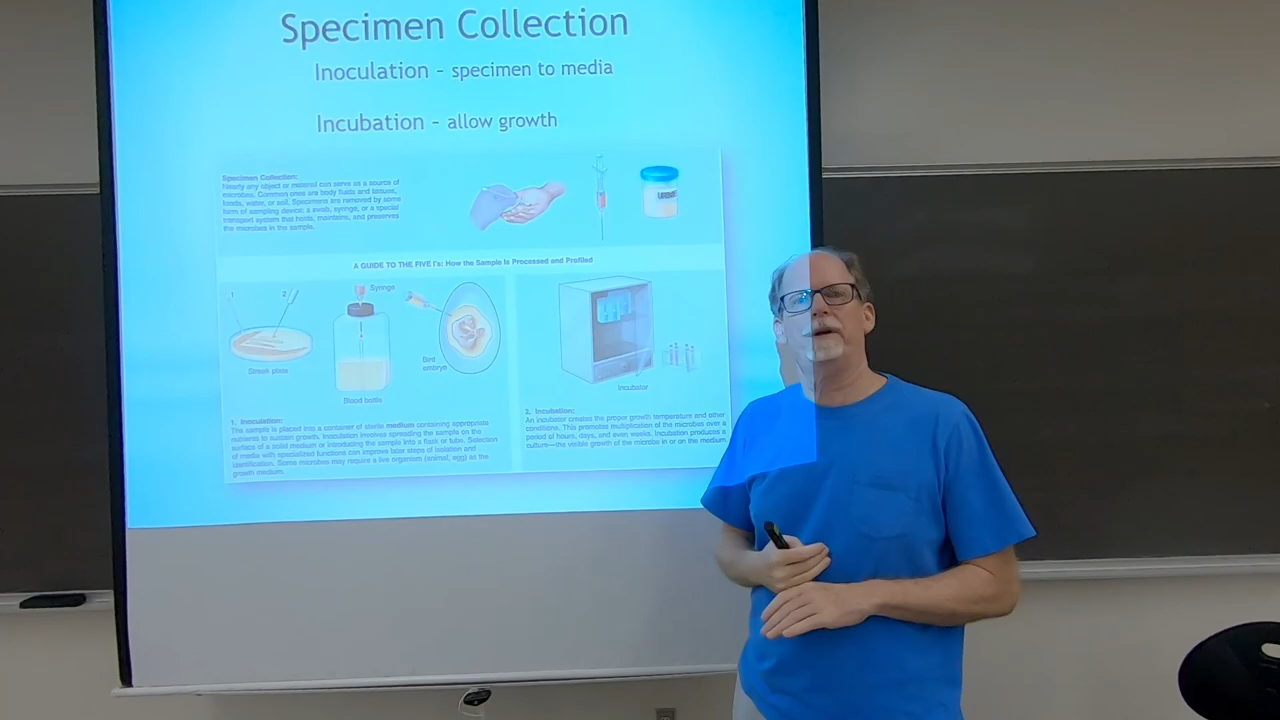 Specimen Collection
Inoculation – specimen to media
Incubation – allow growth
Specimen Collection:
Nearly any object or material can serve as a source of
microbes. Common ones are body fluids and tissues,
foods, water, or soil. Specimens are removed by some
form of sampling device: a swab, syringe, or a special
transport system that holds, maintains, and preserves
the microbes in the sample.
URINE
A GUIDE TO THE FIVE I's: How the Sample Is Processed and Profiled
1
2
Syringe
Streak plate
Blood bottle
Bird
embryo
Incubator
1. Inoculation:
The sample is placed into a container of sterile medium containing appropriate
nutrients to sustain growth. Inoculation involves spreading the sample on the
surface of a solid medium or introducing the sample into a flask or tube. Selection
of media with specialized functions can improve later steps of isolation and
identification. Some microbes may require a live organism (animal, egg) as the
growth medium.
2. Incubation:
An incubator creates the proper growth temperature and other
conditions. This promotes multiplication of the microbes over a
period of hours, days, and even weeks. Incubation produces a
culture—the visible growth of the microbe in or on the medium.